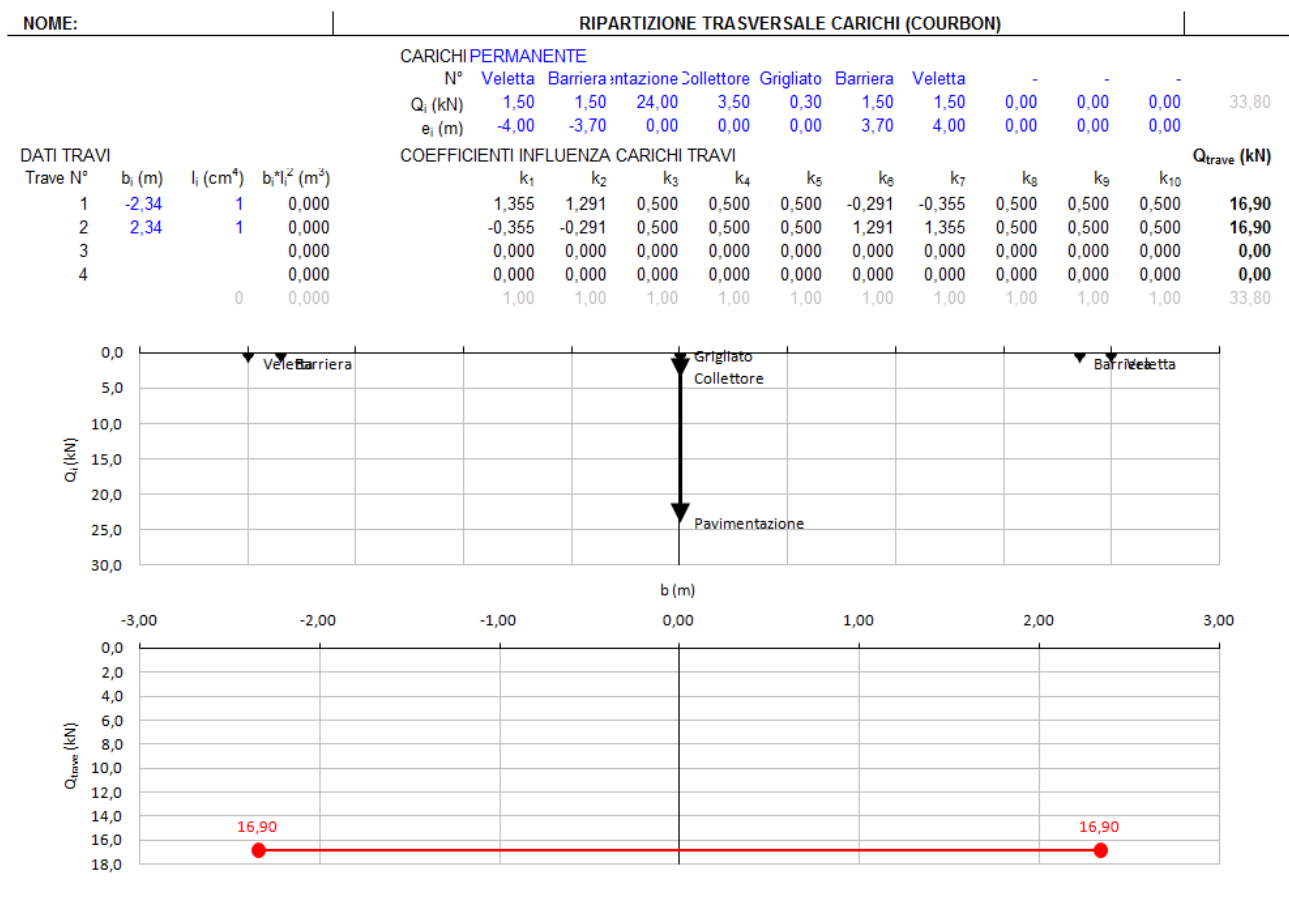 NOME: RIPARTIZIONE TRASVERSALE CARICHI (COURBON)
CARICHI PERMANENTE
N° Veletta Barriera entazione Collettore Grigliato Barriera Veletta - - -
Qi (kN) 1,50 1,50 24,00 3,50 0,30 1,50 1,50 0,00 0,00 0,00 33,80
ei (m) -4,00 -3,70 0,00 0,00 0,00 3,70 4,00 0,00 0,00 0,00
DATI TRAVI COEFFICIENTI INFLUENZA CARICHI TRAVI Qtrave (kN)
Trave N° bi (m) Ii (cm⁴) bi*Ii² (m³) k1 k2 k3 k4 k5 k6 k7 k8 k9 k10
1 -2,34 1 0,000 1,355 1,291 0,500 0,500 0,500 -0,291 -0,355 0,500 0,500 0,500 16,90
2 2,34 1 0,000 -0,355 -0,291 0,500 0,500 0,500 1,291 1,355 0,500 0,500 0,500 16,90
3 0,000 0,000 0,000 0,000 0,000 0,000 0,000 0,000 0,000 0,000 0,000 0,00
4 0,000 0,000 0,000 0,000 0,000 0,000 0,000 0,000 0,000 0,000 0,000 0,00
0 0,000 1,00 1,00 1,00 1,00 1,00 1,00 1,00 1,00 1,00 1,00 33,80
0,0
5,0
10,0
15,0
20,0
25,0
30,0
Qi (kN)
Veletta Barriera
Grigliato
Collettore
Barriera Veletta
Pavimentazione
b (m)
-3,00 -2,00 -1,00 0,00 1,00 2,00 3,00
0,0
2,0
4,0
6,0
8,0
10,0
12,0
14,0
16,0
18,0
Qtrave (kN)
16,90 16,90